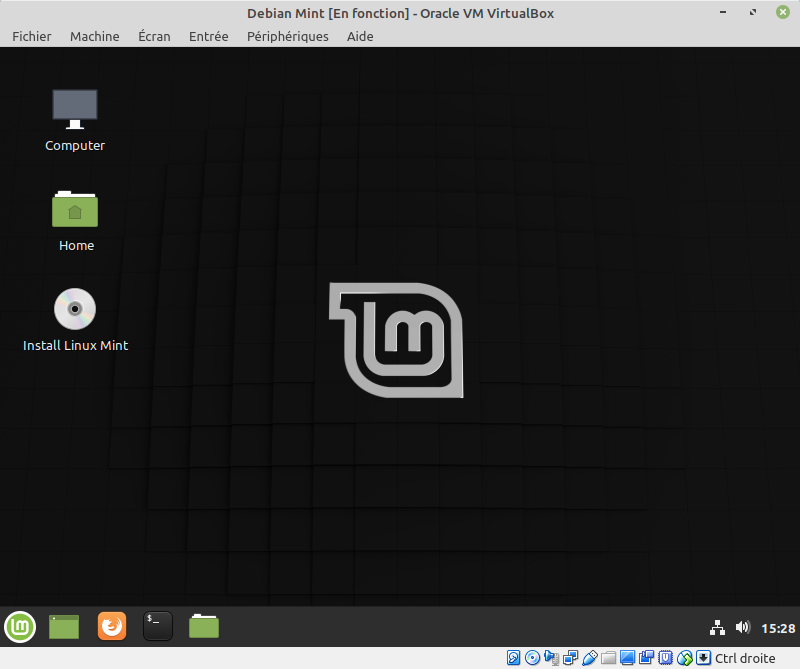 Debian Mint [En fonction] - Oracle VM VirtualBox
Fichier Machine Écran Entrée Périphériques Aide
Computer
Home
Install Linux Mint
lm
$_
15:28
Ctrl droite